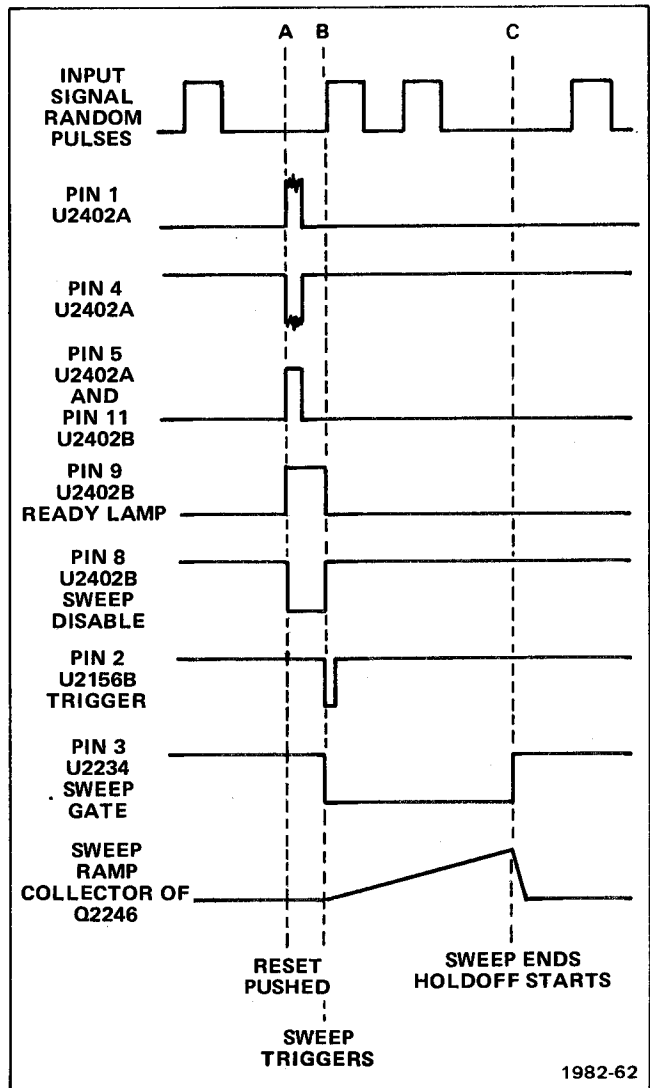 A B C
INPUT
SIGNAL
RANDOM
PULSES
PIN 1
U2402A
PIN 4
U2402A
PIN 5
U2402A
AND
PIN 11
U2402B
PIN 9
U2402B
READY LAMP
PIN 8
U2402B
SWEEP
DISABLE
PIN 2
U2156B
TRIGGER
PIN 3
U2234
SWEEP
GATE
SWEEP
RAMP
COLLECTOR OF
Q2246
RESET
PUSHED
SWEEP ENDS
HOLDOFF STARTS
SWEEP
TRIGGERS
1982-62